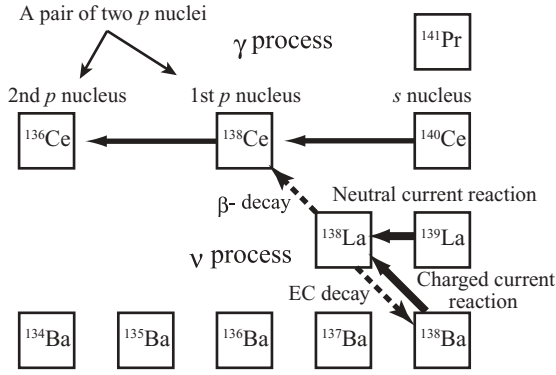 A pair of two p nuclei
γ process
¹⁴¹Pr
2nd p nucleus
1st p nucleus
s nucleus
¹³⁶Ce
¹³⁸Ce
¹⁴⁰Ce
β- decay
Neutral current reaction
¹³⁸La
¹³⁹La
ν process
EC decay
Charged current
reaction
¹³⁴Ba
¹³⁵Ba
¹³⁶Ba
¹³⁷Ba
¹³⁸Ba